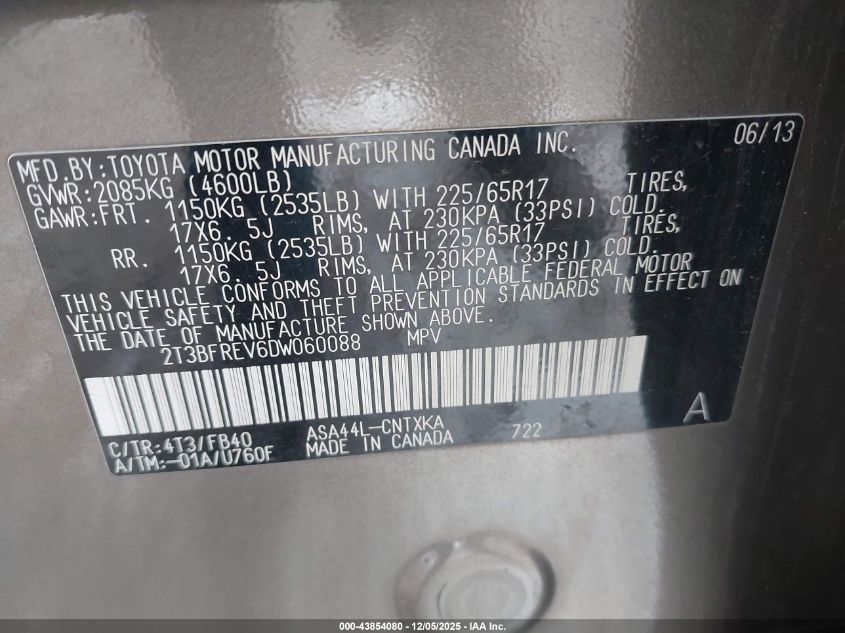 06/13
MFD.BY:TOYOTA MOTOR MANUFACTURING CANADA INC.
GVWR:2085KG (4600LB)
GAWR:FRT. 1150KG (2535LB) WITH 225/65R17 TIRES,
17X6.5J RIMS, AT 230KPA (33PSI) COLD.
RR. 1150KG (2535LB) WITH 225/65R17 TIRES,
17X6.5J RIMS, AT 230KPA (33PSI) COLD.
THIS VEHICLE CONFORMS TO ALL APPLICABLE FEDERAL MOTOR
VEHICLE SAFETY AND THEFT PREVENTION STANDARDS IN EFFECT ON
THE DATE OF MANUFACTURE SHOWN ABOVE.
2T3BFREV6DW060088 MPV
C/TR:4T3/FB40 ASA44L-CNTXKA 722 A
A/TM:-01A/U760F MADE IN CANADA
000-43854080 - 12/05/2025 - IAA Inc.